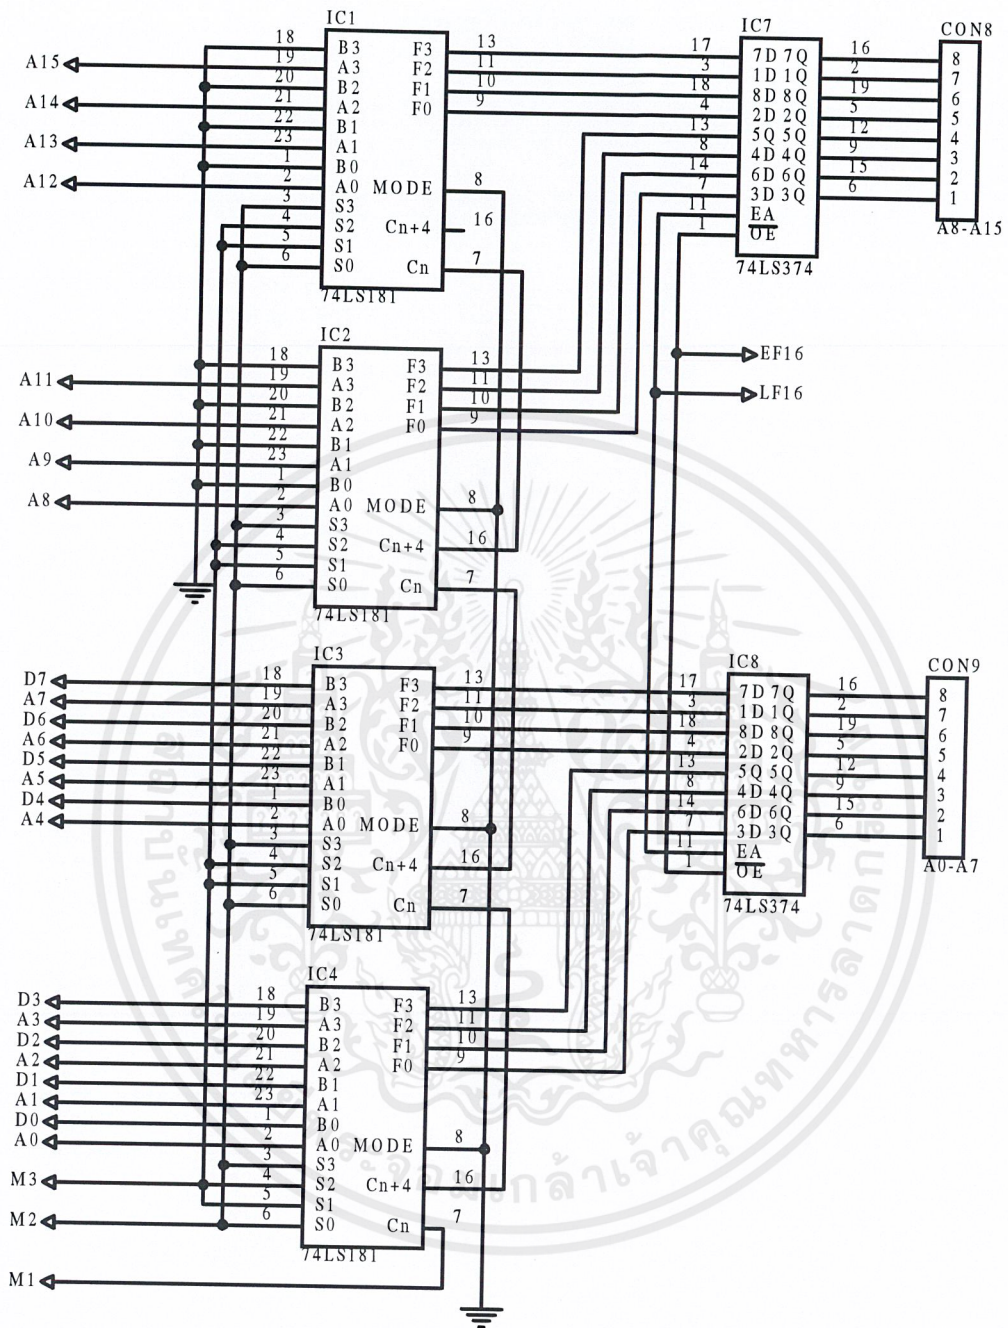 IC1
18 B3 F3 13
A15 19 A3 F2 11
20 B2 F1 10
A14 21 A2 F0 9
22 B1
A13 23 A1
1 B0
A12 2 A0 MODE 8
3 S3
4 S2 Cn+4 16
5 S1
6 S0 Cn 7
74LS181
IC7
17 7D 7Q 16
3 1D 1Q 2
18 8D 8Q 19
4 2D 2Q 5
13 5Q 5Q 12
8 4D 4Q 9
14 6D 6Q 15
7 3D 3Q 6
11 EA
1 OE
74LS374
CON8
8
7
6
5
4
3
2
1
A8-A15
EF16
LF16
IC2
18 B3 F3 13
A11 19 A3 F2 11
20 B2 F1 10
A10 21 A2 F0 9
22 B1
A9 23 A1
1 B0
A8 2 A0 MODE 8
3 S3
4 S2 Cn+4 16
5 S1
6 S0 Cn 7
74LS181
IC3
D7 18 B3 F3 13
A7 19 A3 F2 11
D6 20 B2 F1 10
A6 21 A2 F0 9
D5 22 B1
A5 23 A1
D4 1 B0
A4 2 A0 MODE 8
3 S3
4 S2 Cn+4 16
5 S1
6 S0 Cn 7
74LS181
IC8
17 7D 7Q 16
3 1D 1Q 2
18 8D 8Q 19
4 2D 2Q 5
13 5Q 5Q 12
8 4D 4Q 9
14 6D 6Q 15
7 3D 3Q 6
11 EA
1 OE
74LS374
CON9
8
7
6
5
4
3
2
1
A0-A7
IC4
D3 18 B3 F3 13
A3 19 A3 F2 11
D2 20 B2 F1 10
A2 21 A2 F0 9
D1 22 B1
A1 23 A1
D0 1 B0
A0 2 A0 MODE 8
3 S3
M3 4 S2 Cn+4 16
5 S1
M2 6 S0 Cn 7
74LS181
M1